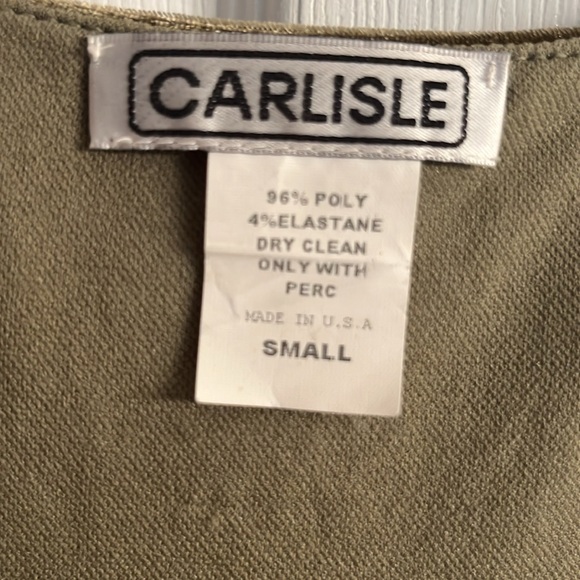 CARLISLE
96% POLY
4%ELASTANE
DRY CLEAN
ONLY WITH
PERC
MADE IN U.S.A
SMALL